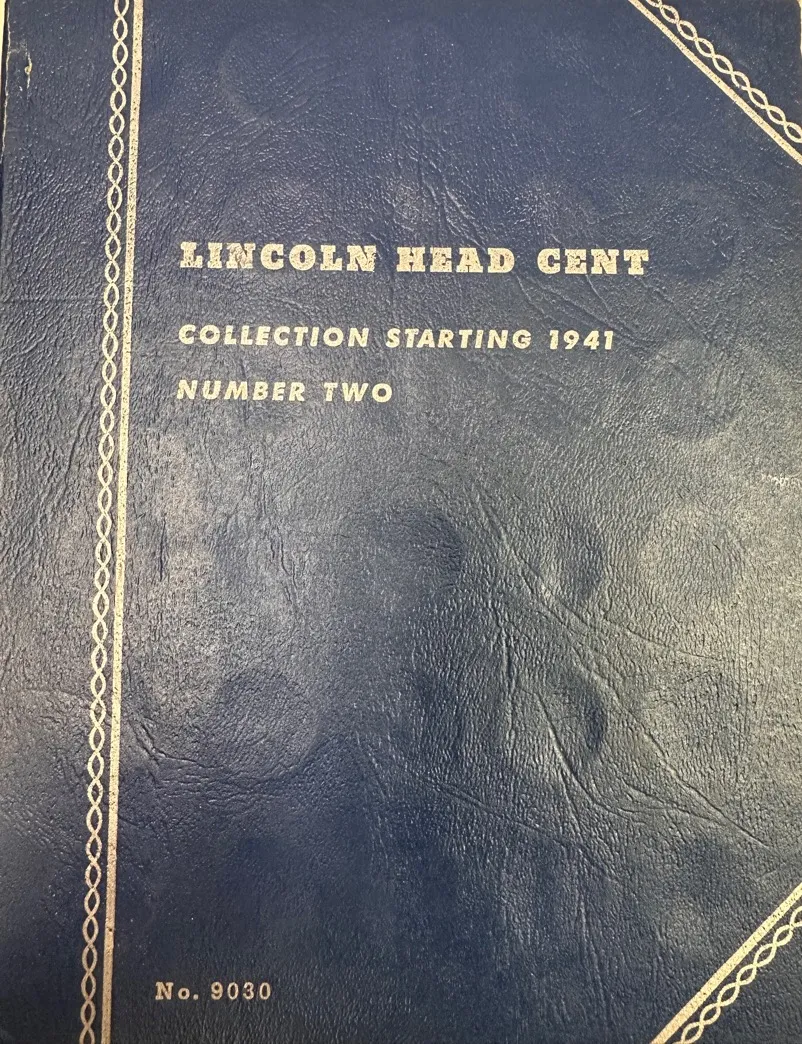 LINCOLN HEAD CENT
COLLECTION STARTING 1941
NUMBER TWO
No. 9030